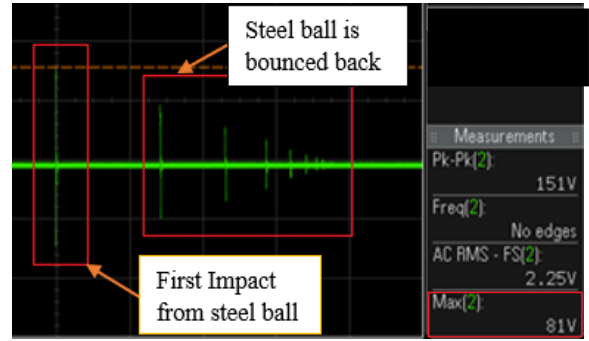 Steel ball is
bounced back
First Impact
from steel ball
Measurements
Pk-Pk(2):
151V
Freq(2):
No edges
AC RMS - FS(2):
2.25V
Max(2):
81V